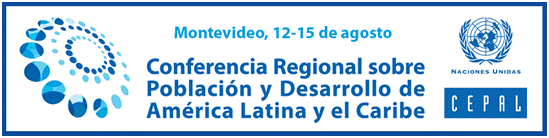 Montevideo, 12-15 de agosto
Conferencia Regional sobre
Población y Desarrollo de
América Latina y el Caribe
NACIONES UNIDAS
CEPAL